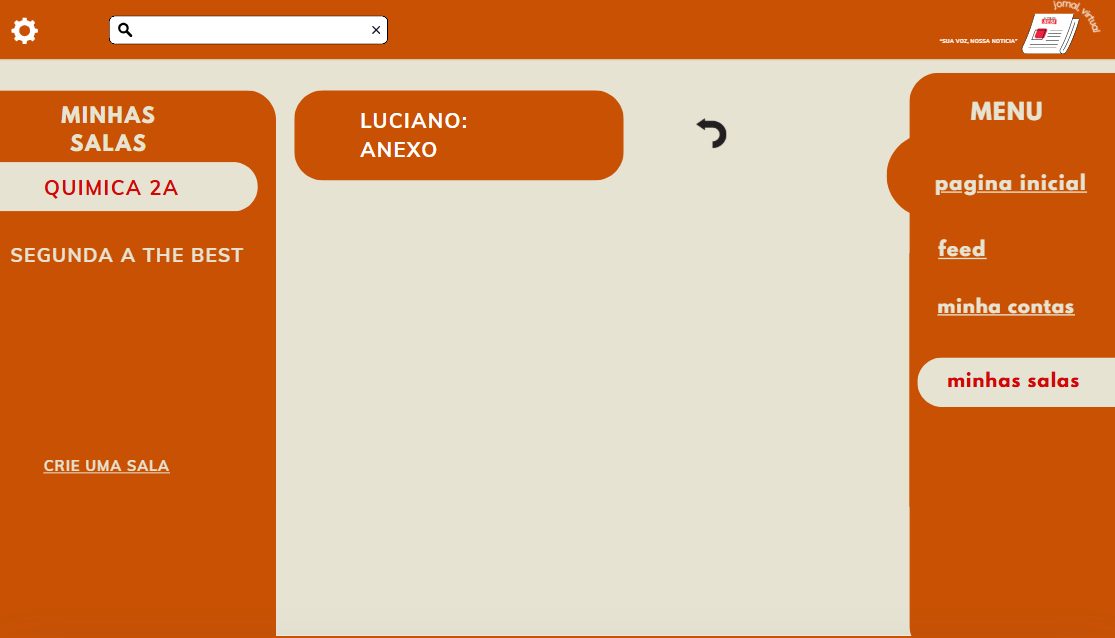 jornal virtual
"SUA VOZ, NOSSA NOTICIA"
MINHAS
SALAS
QUIMICA 2A
SEGUNDA A THE BEST
CRIE UMA SALA
LUCIANO:
ANEXO
MENU
pagina inicial
feed
minha contas
minhas salas